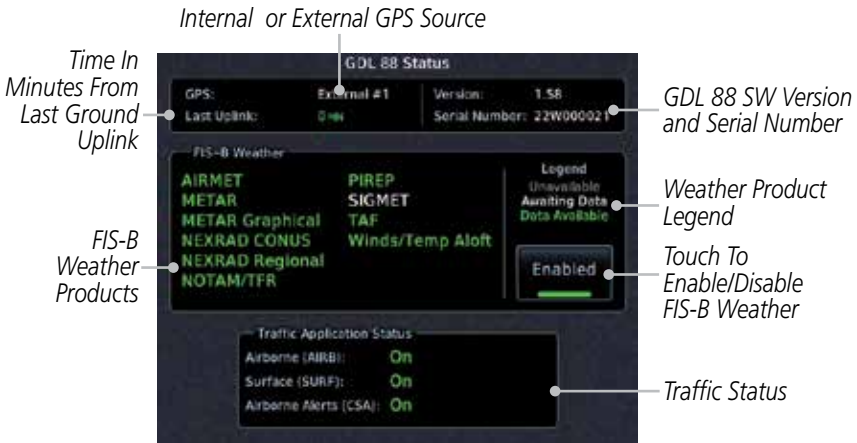 Internal or External GPS Source
Time In
Minutes From
Last Ground
Uplink
GDL 88 Status
GPS: External #1
Last Uplink: 0 MIN
Version: 1.58
Serial Number: 22W000021
GDL 88 SW Version
and Serial Number
FIS-B Weather
AIRMET
METAR
METAR Graphical
NEXRAD CONUS
NEXRAD Regional
NOTAM/TFR
PIREP
SIGMET
TAF
Winds/Temp Aloft
Legend
Unavailable
Awaiting Data
Data Available
Enabled
FIS-B
Weather
Products
Weather Product
Legend
Touch To
Enable/Disable
FIS-B Weather
Traffic Application Status
Airborne (AIRB): On
Surface (SURF): On
Airborne Alerts (CSA): On
Traffic Status